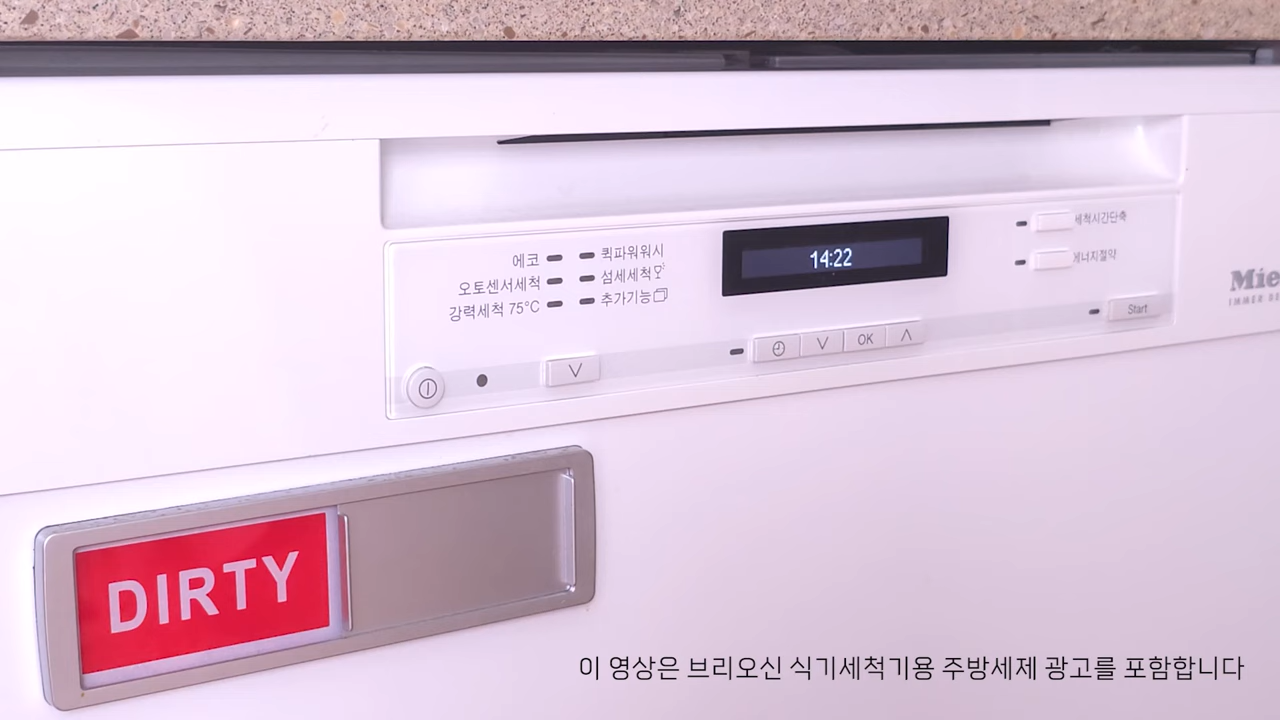 에코
오토센서세척
강력세척 75°C
퀵파워워시
섬세세척
추가기능
14:22
세척시간단축
에너지절약
OK
Start
Mie
IMMER BE
DIRTY
이 영상은 브리오신 식기세척기용 주방세제 광고를 포함합니다